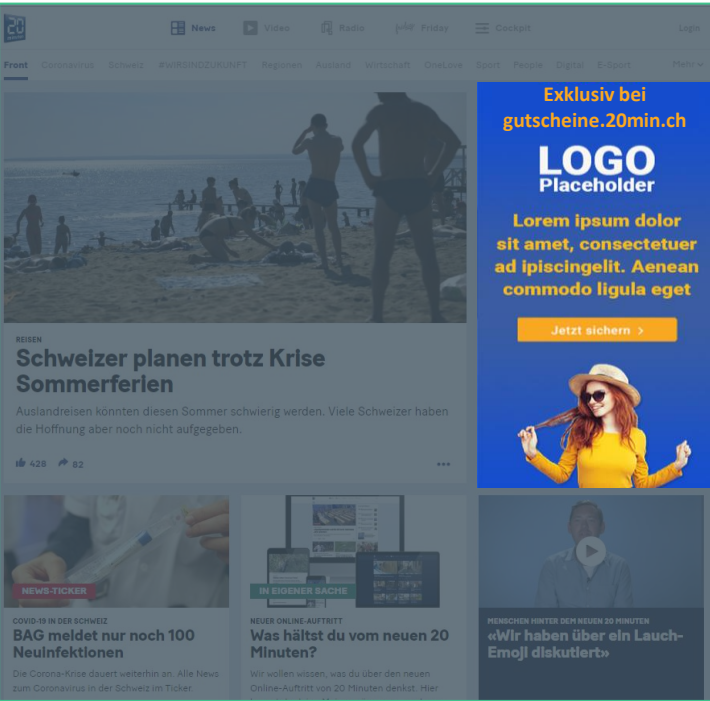 20
News
Video
Radio
Friday
Cockpit
Login
Front
Coronavirus
Schweiz
#WIRSINDZUKUNFT
Regionen
Ausland
Wirtschaft
OneLove
Sport
People
Digital
E-Sport
Mehr
Exklusiv bei
gutscheine.20min.ch
LOGO
Placeholder
Lorem ipsum dolor
sit amet, consectetuer
ad ipiscingelit. Aenean
commodo ligula eget
Jetzt sichern >
REISEN
Schweizer planen trotz Krise
Sommerferien
Auslandreisen könnten diesen Sommer schwierig werden. Viele Schweizer haben
die Hoffnung aber noch nicht aufgegeben.
428
82
NEWS-TICKER
COVID-19 IN DER SCHWEIZ
BAG meldet nur noch 100
Neuinfektionen
Die Corona-Krise dauert weiterhin an. Alle News
zum Coronavirus in der Schweiz im Ticker.
IN EIGENER SACHE
NEUER ONLINE-AUFTRITT
Was hältst du vom neuen 20
Minuten?
Wir wollen wissen, was du über den neuen
Online-Auftritt von 20 Minuten denkst. Hier
MENSCHEN HINTER DEM NEUEN 20 MINUTEN
«Wir haben über ein Lauch-
Emoji diskutiert»